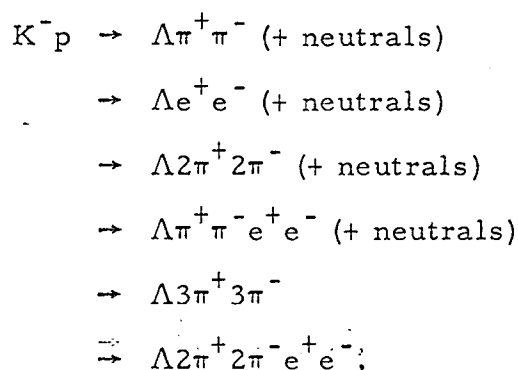 K⁻p → Λπ⁺π⁻ (+ neutrals)
→ Λe⁺e⁻ (+ neutrals)
→ Λ2π⁺2π⁻ (+ neutrals)
→ Λπ⁺π⁻e⁺e⁻ (+ neutrals)
→ Λ3π⁺3π⁻
→ Λ2π⁺2π⁻e⁺e⁻;